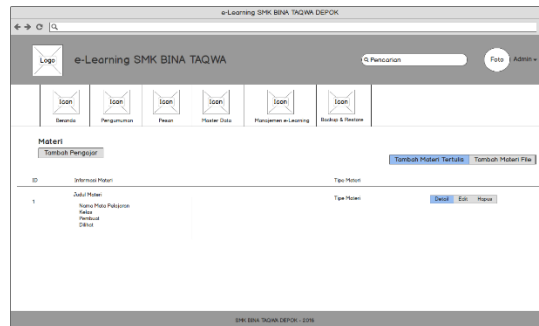 e-Learning SMK BINA TAQWA DEPOK
Logo
e-Learning SMK BINA TAQWA
Pencarian
Foto
Admin
Icon Icon Icon Icon Icon Icon
Beranda Pengumuman Pesan Master Data Manajemen e-Learning Backup & Restore
Materi
Tambah Pengajar
Tambah Materi Tertulis Tambah Materi File
ID Informasi Materi Tipe Materi
1 Judul Materi Tipe Materi Detail Edit Hapus
Nama Mata Pelajaran
Kelas
Pembuat
Dilihat
SMK BINA TAQWA DEPOK - 2016